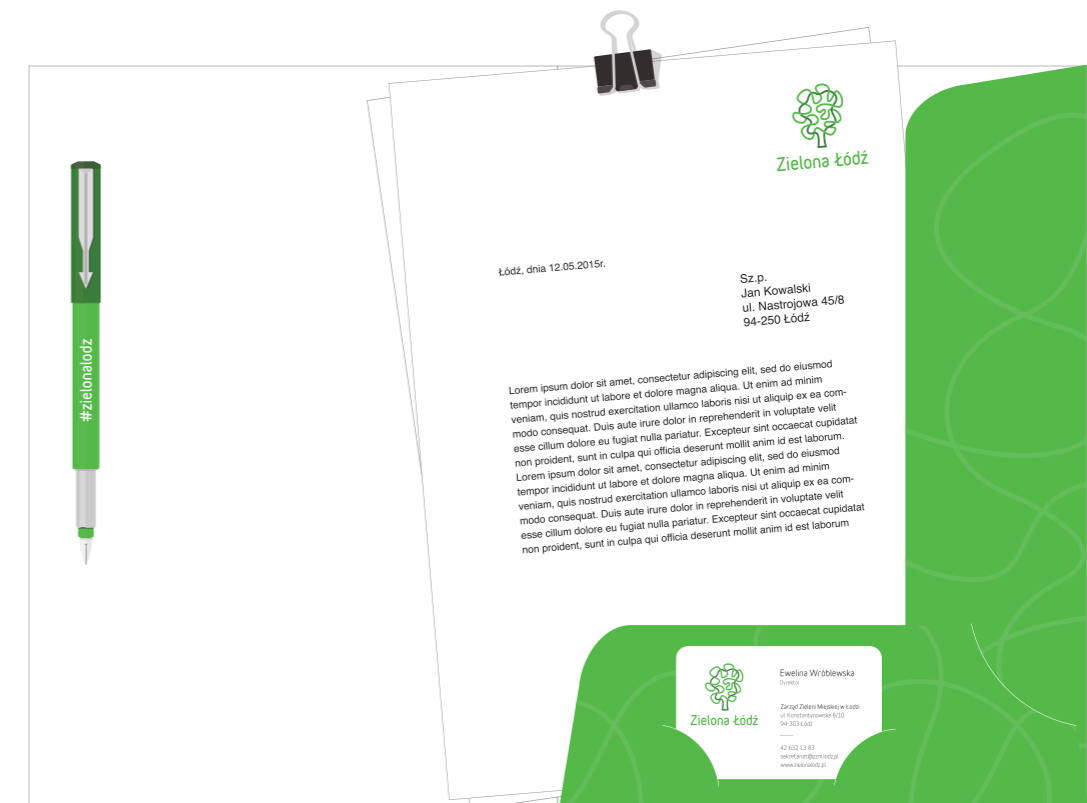 Zielona Łódź
Łódź, dnia 12.05.2015r.
Sz.p.
Jan Kowalski
ul. Nastrojowa 45/8
94-250 Łódź
#zielonalodz
Lorem ipsum dolor sit amet, consectetur adipiscing elit, sed do eiusmod
tempor incididunt ut labore et dolore magna aliqua. Ut enim ad minim
veniam, quis nostrud exercitation ullamco laboris nisi ut aliquip ex ea com-
modo consequat. Duis aute irure dolor in reprehenderit in voluptate velit
esse cillum dolore eu fugiat nulla pariatur. Excepteur sint occaecat cupidatat
non proident, sunt in culpa qui officia deserunt mollit anim id est laborum.
Lorem ipsum dolor sit amet, consectetur adipiscing elit, sed do eiusmod
tempor incididunt ut labore et dolore magna aliqua. Ut enim ad minim
veniam, quis nostrud exercitation ullamco laboris nisi ut aliquip ex ea com-
modo consequat. Duis aute irure dolor in reprehenderit in voluptate velit
esse cillum dolore eu fugiat nulla pariatur. Excepteur sint occaecat cupidatat
non proident, sunt in culpa qui officia deserunt mollit anim id est laborum
Zielona Łódź
Ewelina Wróblewska
Dyrektor
Zarząd Zieleni Miejskiej w Łodzi
ul. Konstantynowska 8/10
94-303 Łódź
42 632 13 83
sekretariat@zzmlodz.pl
www.zielonalodz.pl